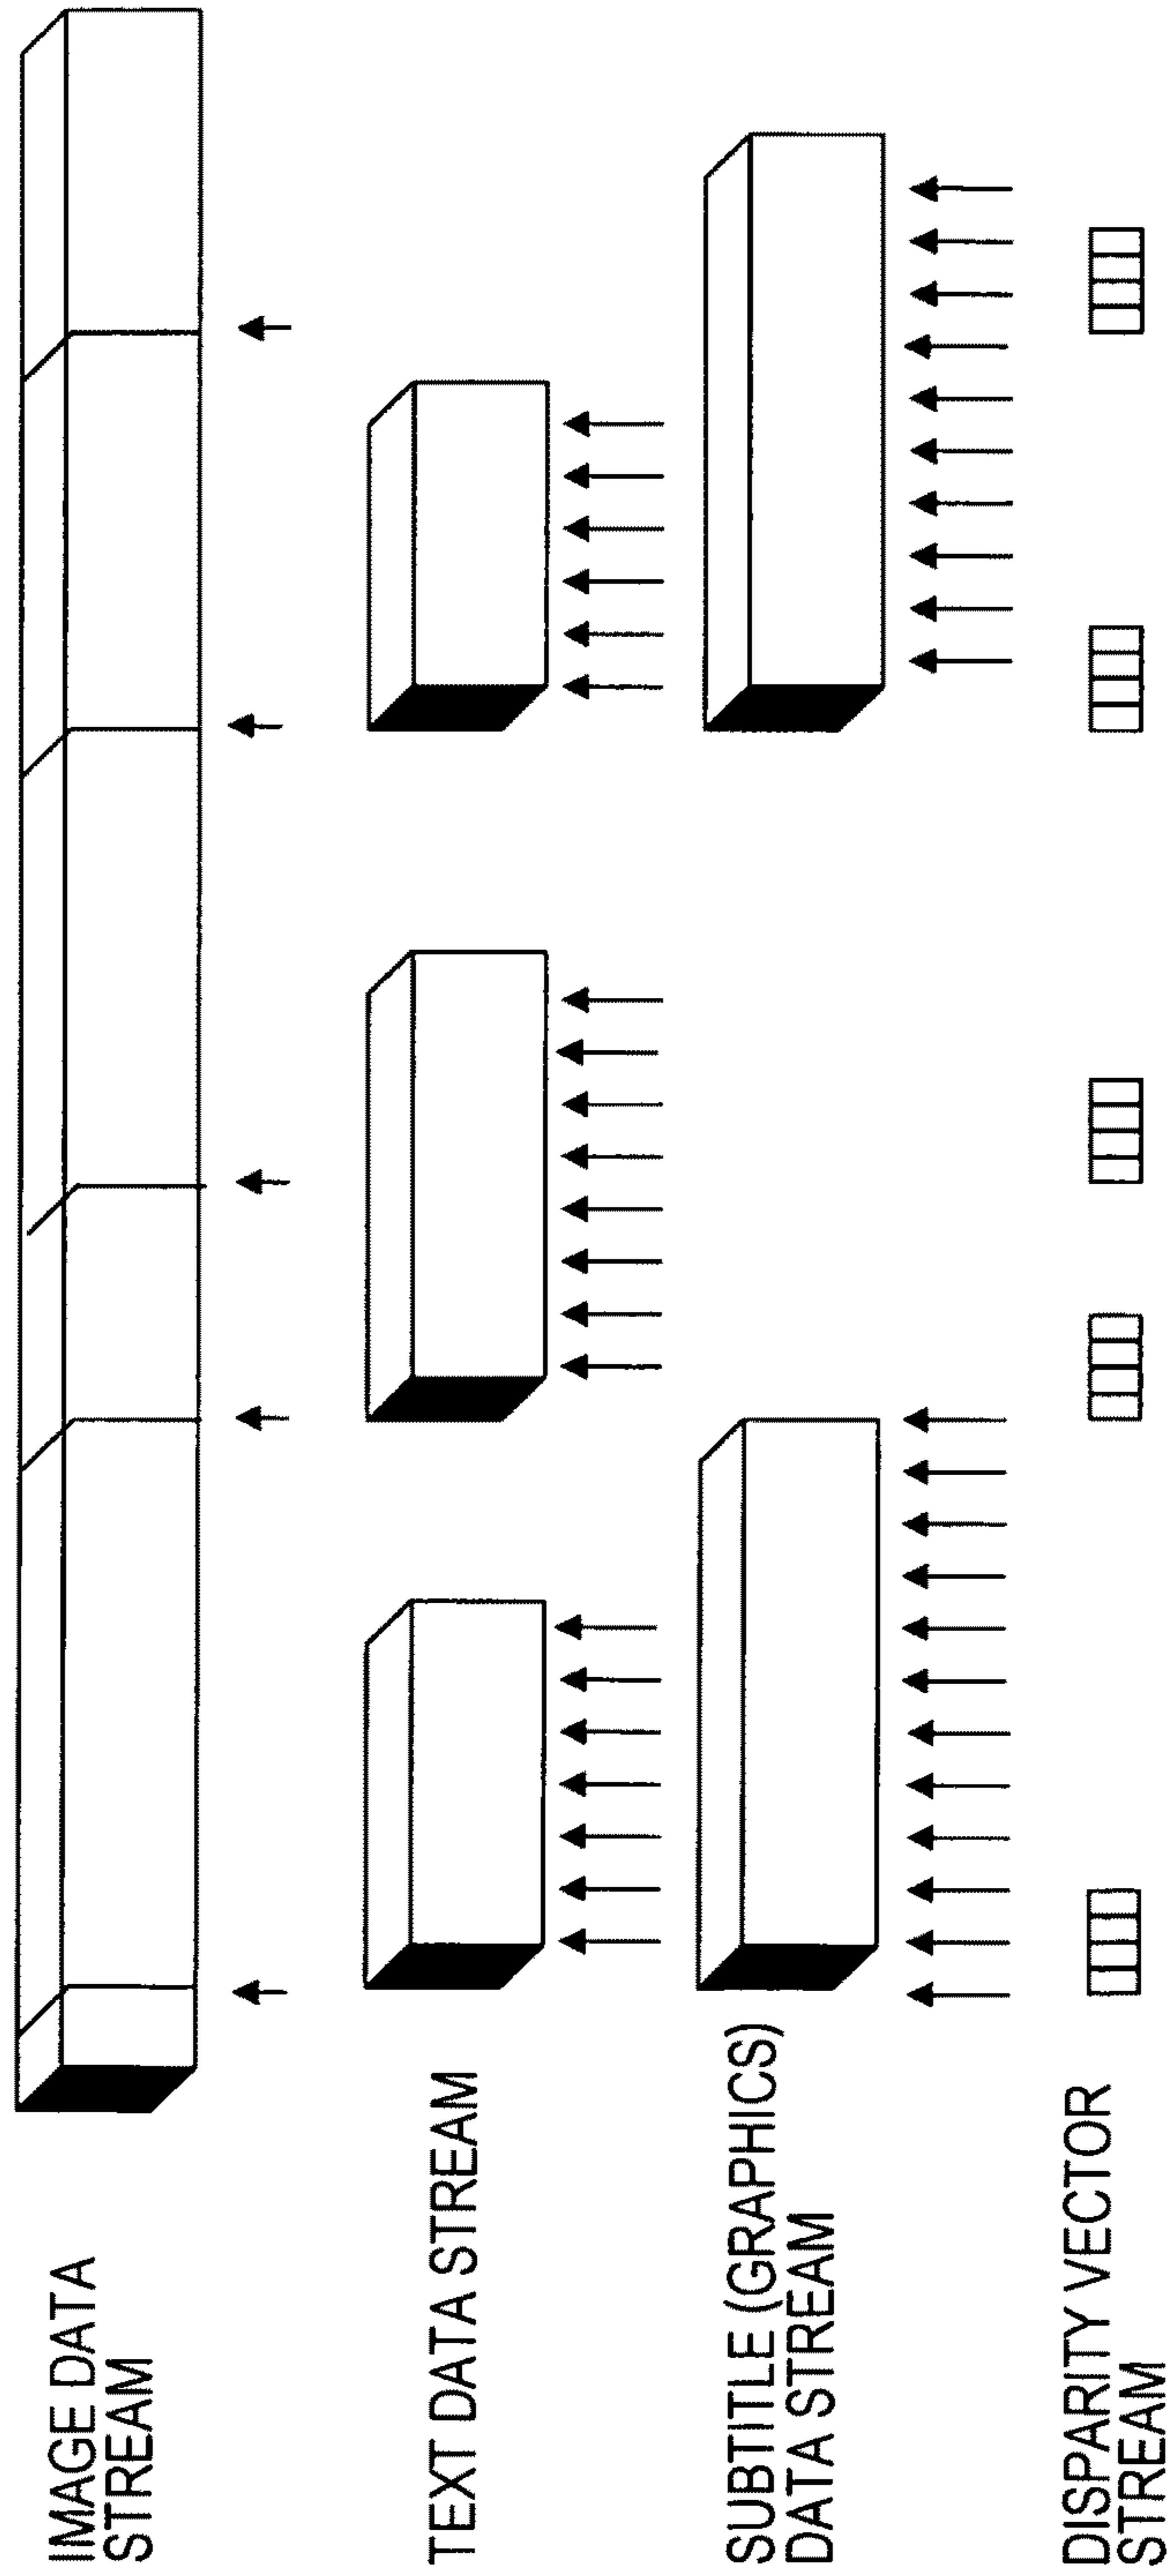 IMAGE DATA
STREAM
TEXT DATA STREAM
SUBTITLE (GRAPHICS)
DATA STREAM
DISPARITY VECTOR
STREAM